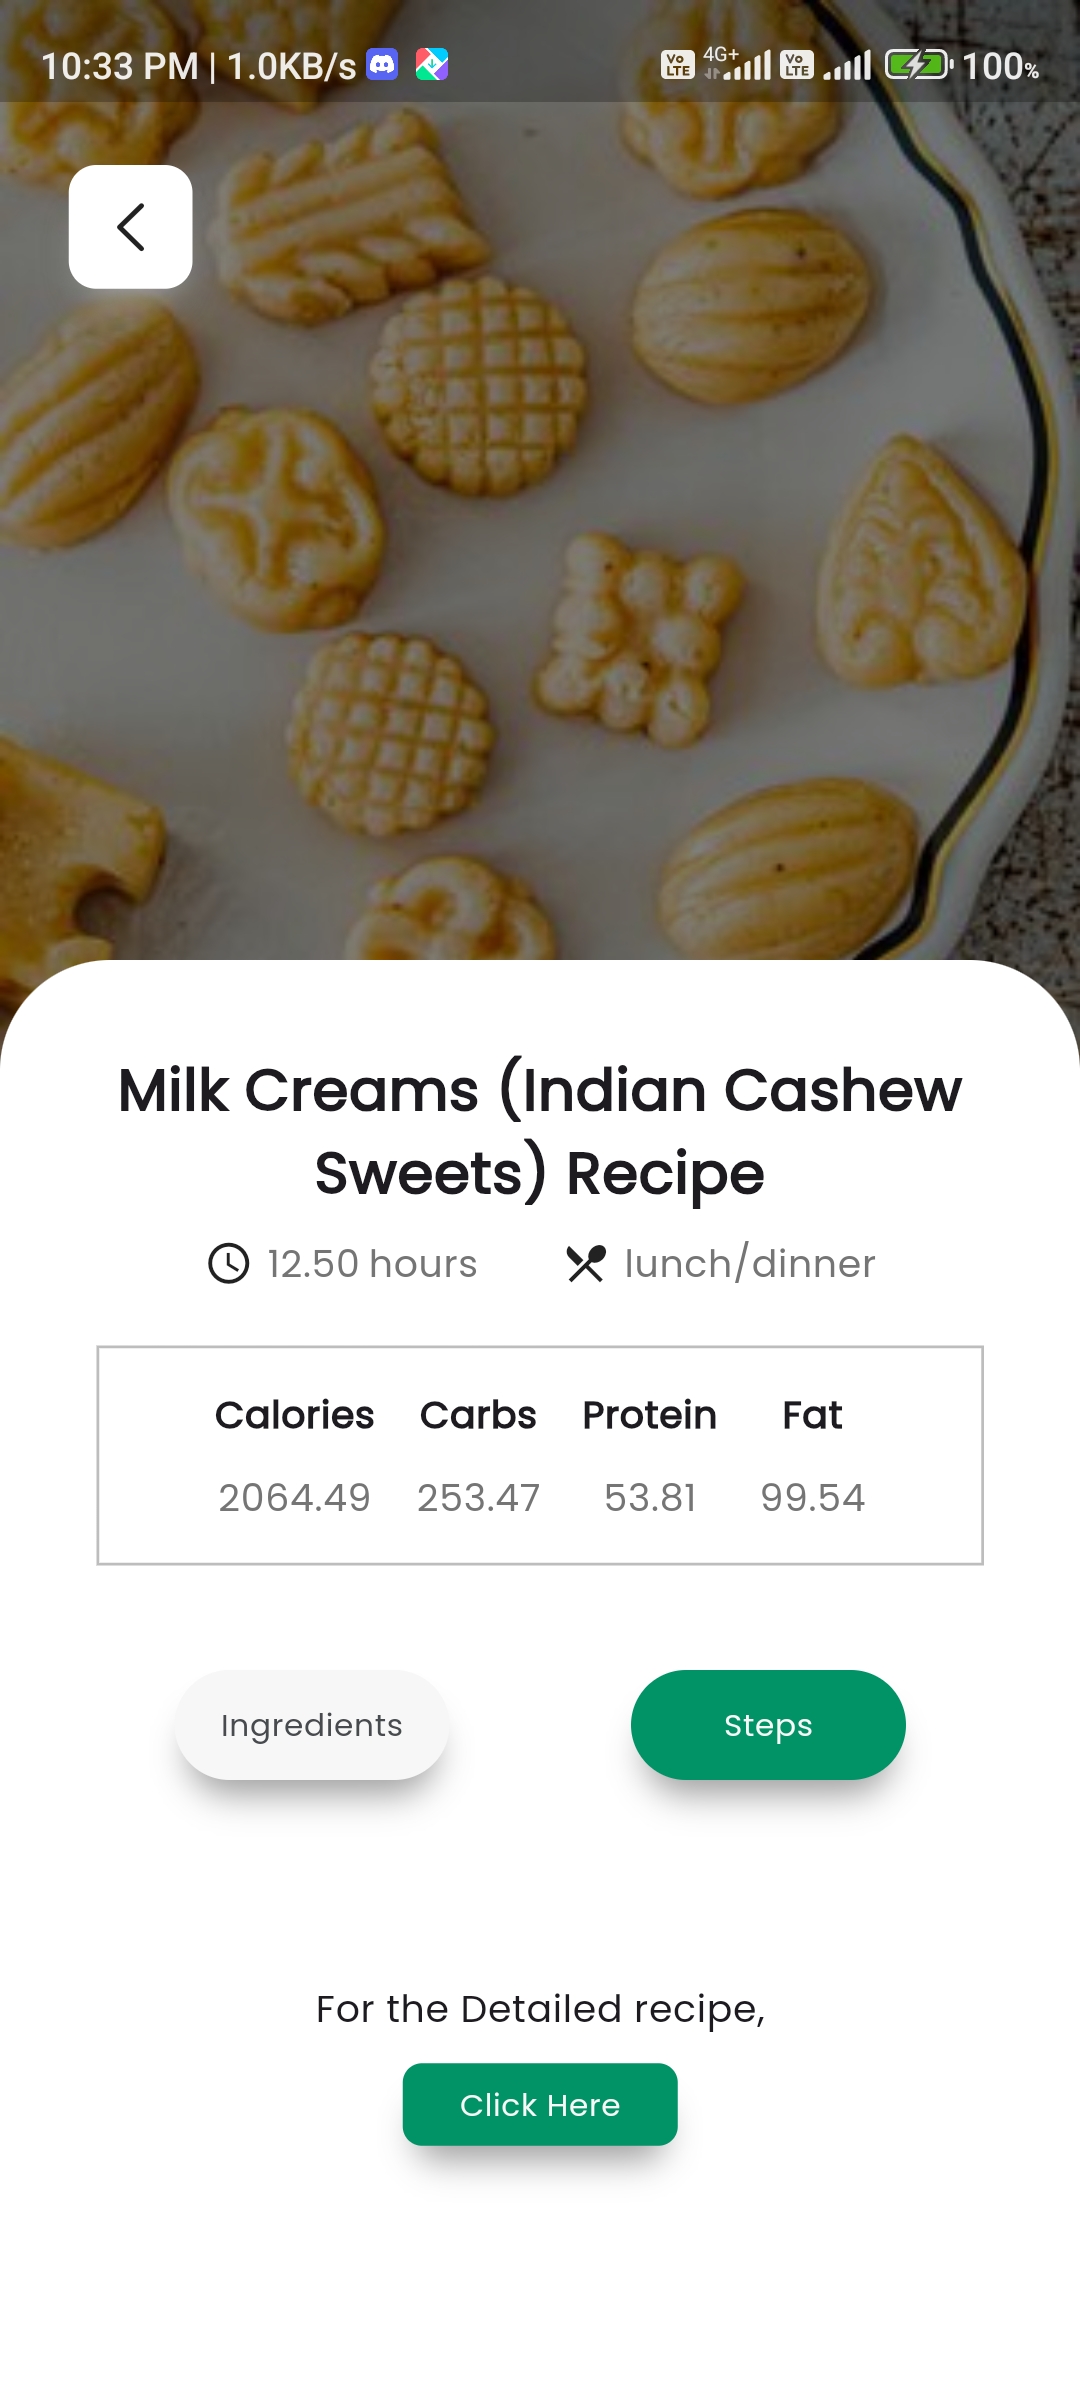 10:33 PM | 1.0KB/s Vo LTE 4G+ Vo LTE 100%
Milk Creams (Indian Cashew
Sweets) Recipe
12.50 hours lunch/dinner
Calories Carbs Protein Fat
2064.49 253.47 53.81 99.54
Ingredients Steps
For the Detailed recipe,
Click Here